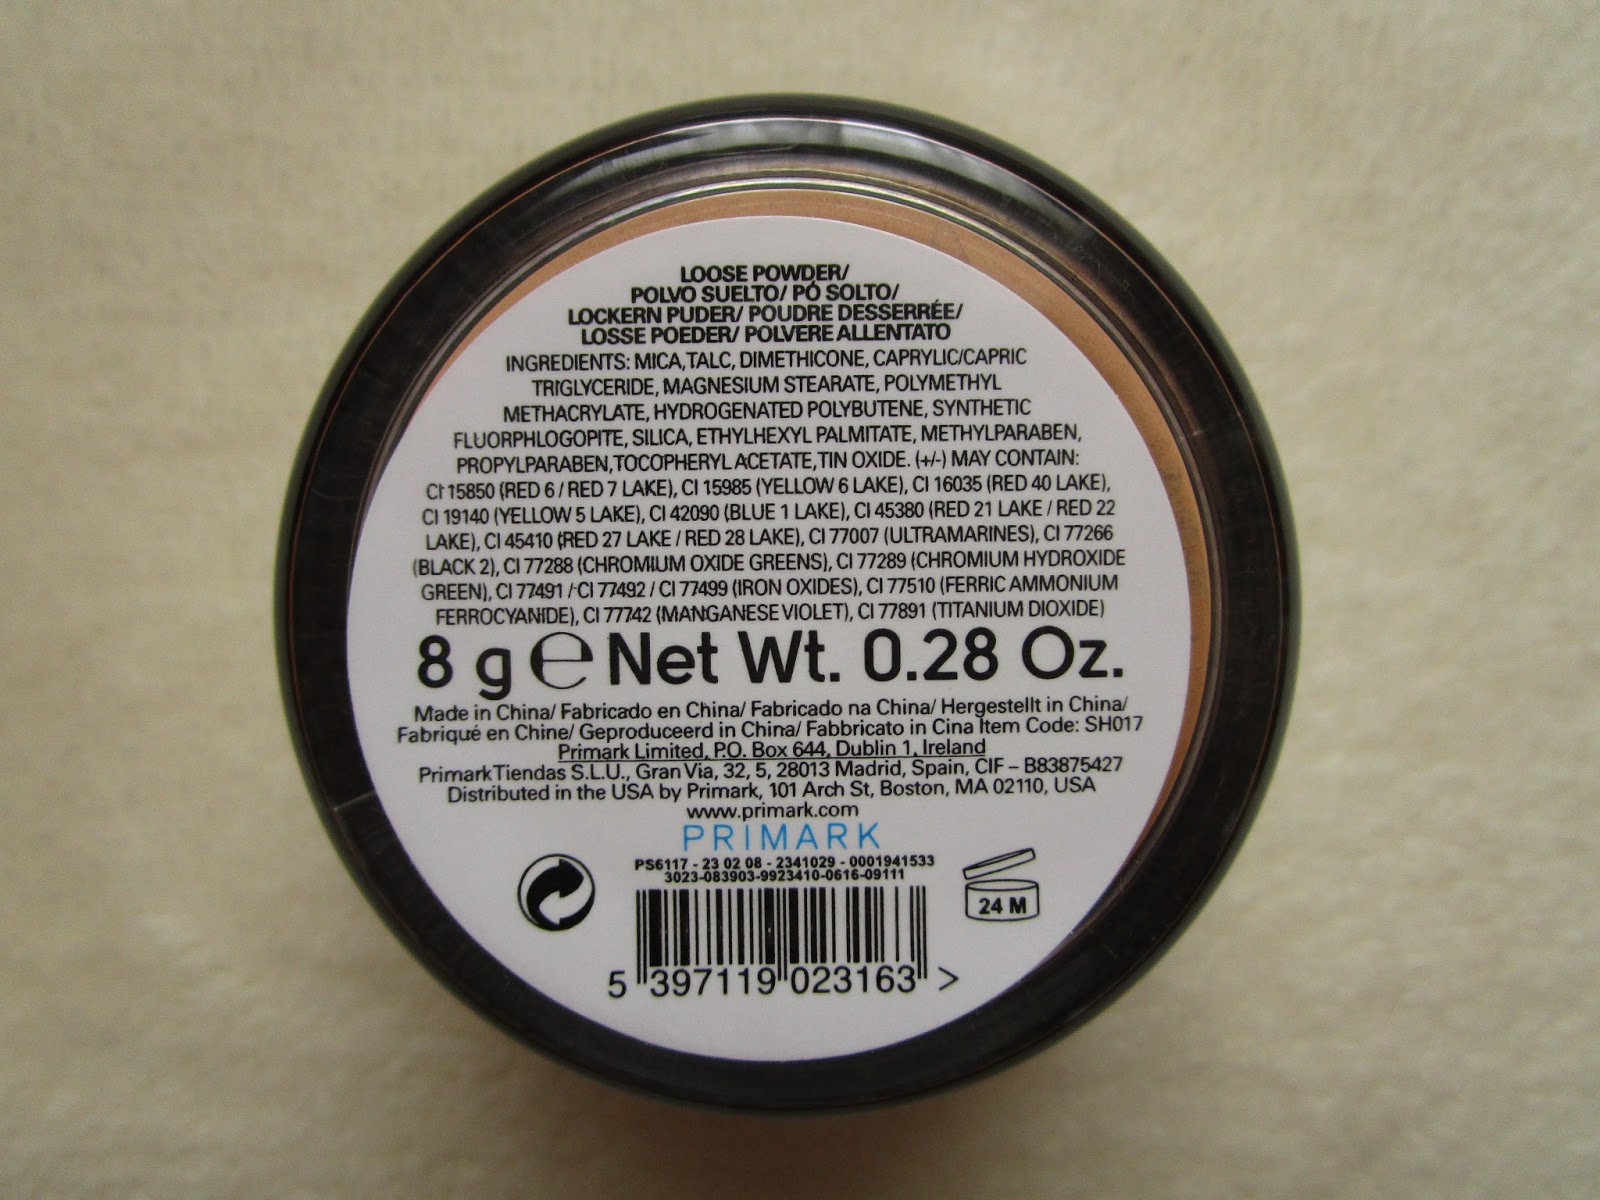 LOOSE POWDER/
POLVO SUELTO/ PÓ SOLTO/
LOCKERN PUDER/ POUDRE DESSERRÉE/
LOSSE POEDER/ POLVERE ALLENTATO
INGREDIENTS: MICA, TALC, DIMETHICONE, CAPRYLIC/CAPRIC
TRIGLYCERIDE, MAGNESIUM STEARATE, POLYMETHYL
METHACRYLATE, HYDROGENATED POLYBUTENE, SYNTHETIC
FLUORPHLOGOPITE, SILICA, ETHYLHEXYL PALMITATE, METHYLPARABEN,
PROPYLPARABEN, TOCOPHERYL ACETATE, TIN OXIDE. (+/-) MAY CONTAIN:
CI 15850 (RED 6 / RED 7 LAKE), CI 15985 (YELLOW 6 LAKE), CI 16035 (RED 40 LAKE),
CI 19140 (YELLOW 5 LAKE), CI 42090 (BLUE 1 LAKE), CI 45380 (RED 21 LAKE / RED 22
LAKE), CI 45410 (RED 27 LAKE / RED 28 LAKE), CI 77007 (ULTRAMARINES), CI 77266
(BLACK 2), CI 77288 (CHROMIUM OXIDE GREENS), CI 77289 (CHROMIUM HYDROXIDE
GREEN), CI 77491 / CI 77492 / CI 77499 (IRON OXIDES), CI 77510 (FERRIC AMMONIUM
FERROCYANIDE), CI 77742 (MANGANESE VIOLET), CI 77891 (TITANIUM DIOXIDE)
8 g ℮ Net Wt. 0.28 Oz.
Made in China/ Fabricado en China/ Fabricado na China/ Hergestellt in China/
Fabriqué en Chine/ Geproduceerd in China/ Fabbricato in Cina Item Code: SH017
Primark Limited, P.O. Box 644, Dublin 1, Ireland
Primark Tiendas S.L.U., Gran Via, 32, 5, 28013 Madrid, Spain, CIF – B83875427
Distributed in the USA by Primark, 101 Arch St, Boston, MA 02110, USA
www.primark.com
PRIMARK
PS6117 - 23 02 08 - 2341029 - 0001941533
3023-083903-9923410-0616-09111
24 M
5 397119 023163 >